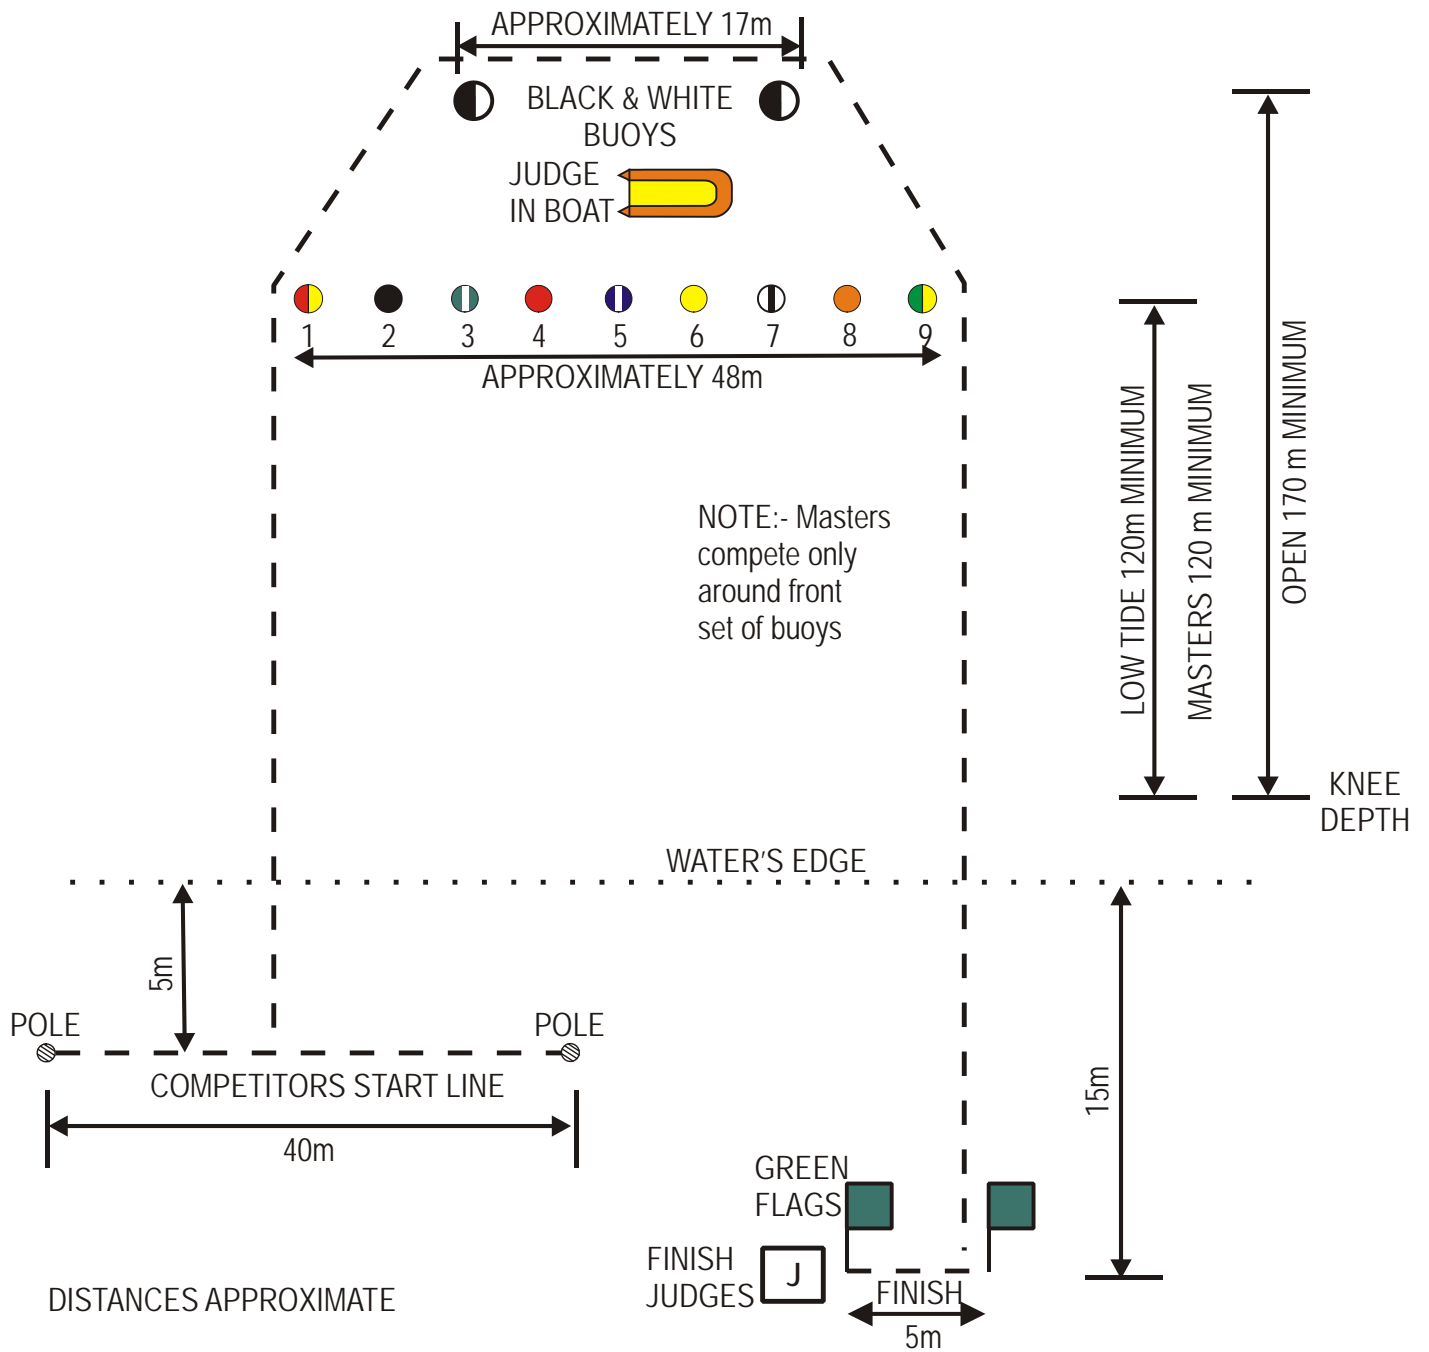 APPROXIMATELY 17m
BLACK & WHITE
BUOYS
JUDGE
IN BOAT
1 2 3 4 5 6 7 8 9
APPROXIMATELY 48m
LOW TIDE 120m MINIMUM
MASTERS 120 m MINIMUM
OPEN 170 m MINIMUM
NOTE:- Masters
compete only
around front
set of buoys
KNEE
DEPTH
WATER'S EDGE
5m
POLE
POLE
COMPETITORS START LINE
40m
15m
GREEN
FLAGS
FINISH
JUDGES
J
FINISH
5m
DISTANCES APPROXIMATE